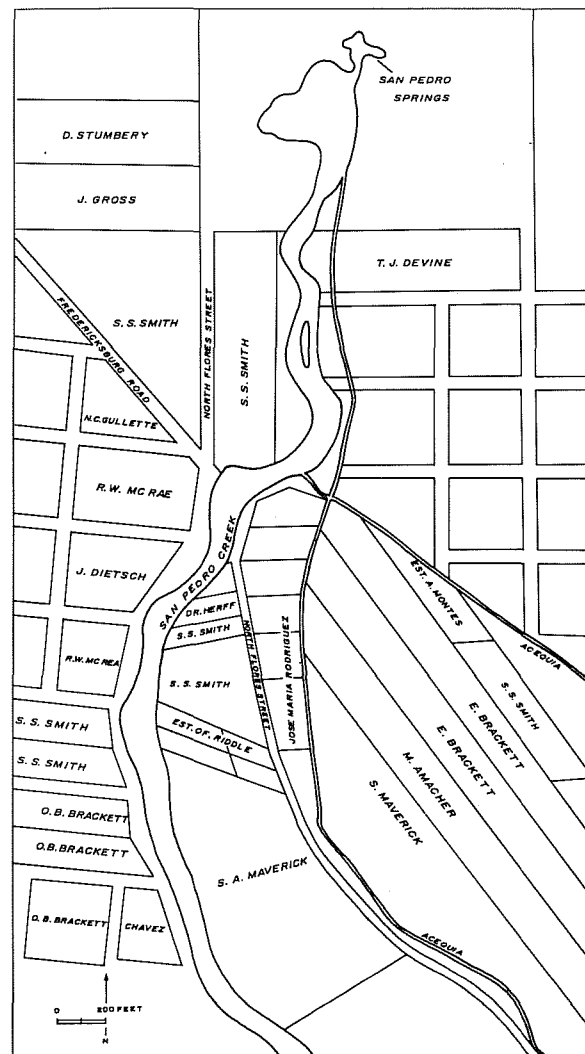 SAN PEDRO
SPRINGS
D. STUMBERY
J. GROSS
T. J. DEVINE
FREDERICKSBURG ROAD
S. S. SMITH
NORTH FLORES STREET
S. S. SMITH
N.C. GULLETTE
R. W. MC RAE
SAN PEDRO CREEK
J. DIETSCH
EST. A. MONTES
DR. HERFF
S. S. SMITH
NORTH FLORES STREET
JOSE MARIA RODRIGUEZ
ACEQUIA
R.W. MC REA
S. S. SMITH
S. S. SMITH
E. BRACKETT
E. BRACKETT
M. AMACHER
S. MAVERICK
S. S. SMITH
EST. OF. RIDDLE
S. S. SMITH
O. B. BRACKETT
O.B. BRACKETT
S. A. MAVERICK
O. B. BRACKETT
CHAVEZ
ACEQUIA
0 200 FEET
N